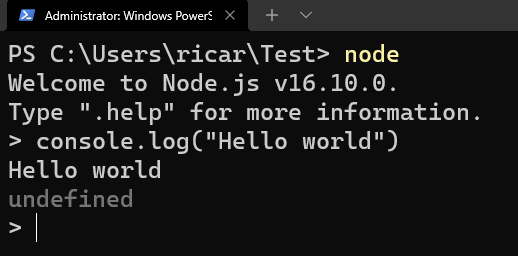 Administrator: Windows PowerS
PS C:\Users\ricar\Test> node
Welcome to Node.js v16.10.0.
Type ".help" for more information.
> console.log("Hello world")
Hello world
undefined
>